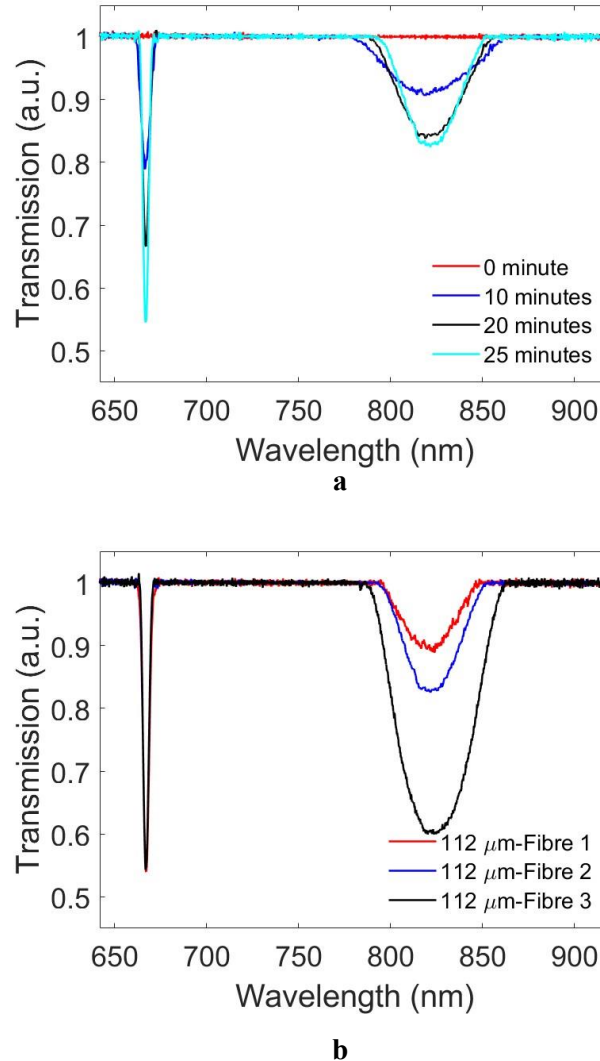 1
0.9
0.8
0.7
0.6
0.5
Transmission (a.u.)
0 minute
10 minutes
20 minutes
25 minutes
650 700 750 800 850 900
Wavelength (nm)
a
1
0.9
0.8
0.7
0.6
0.5
Transmission (a.u.)
112 μm-Fibre 1
112 μm-Fibre 2
112 μm-Fibre 3
650 700 750 800 850 900
Wavelength (nm)
b